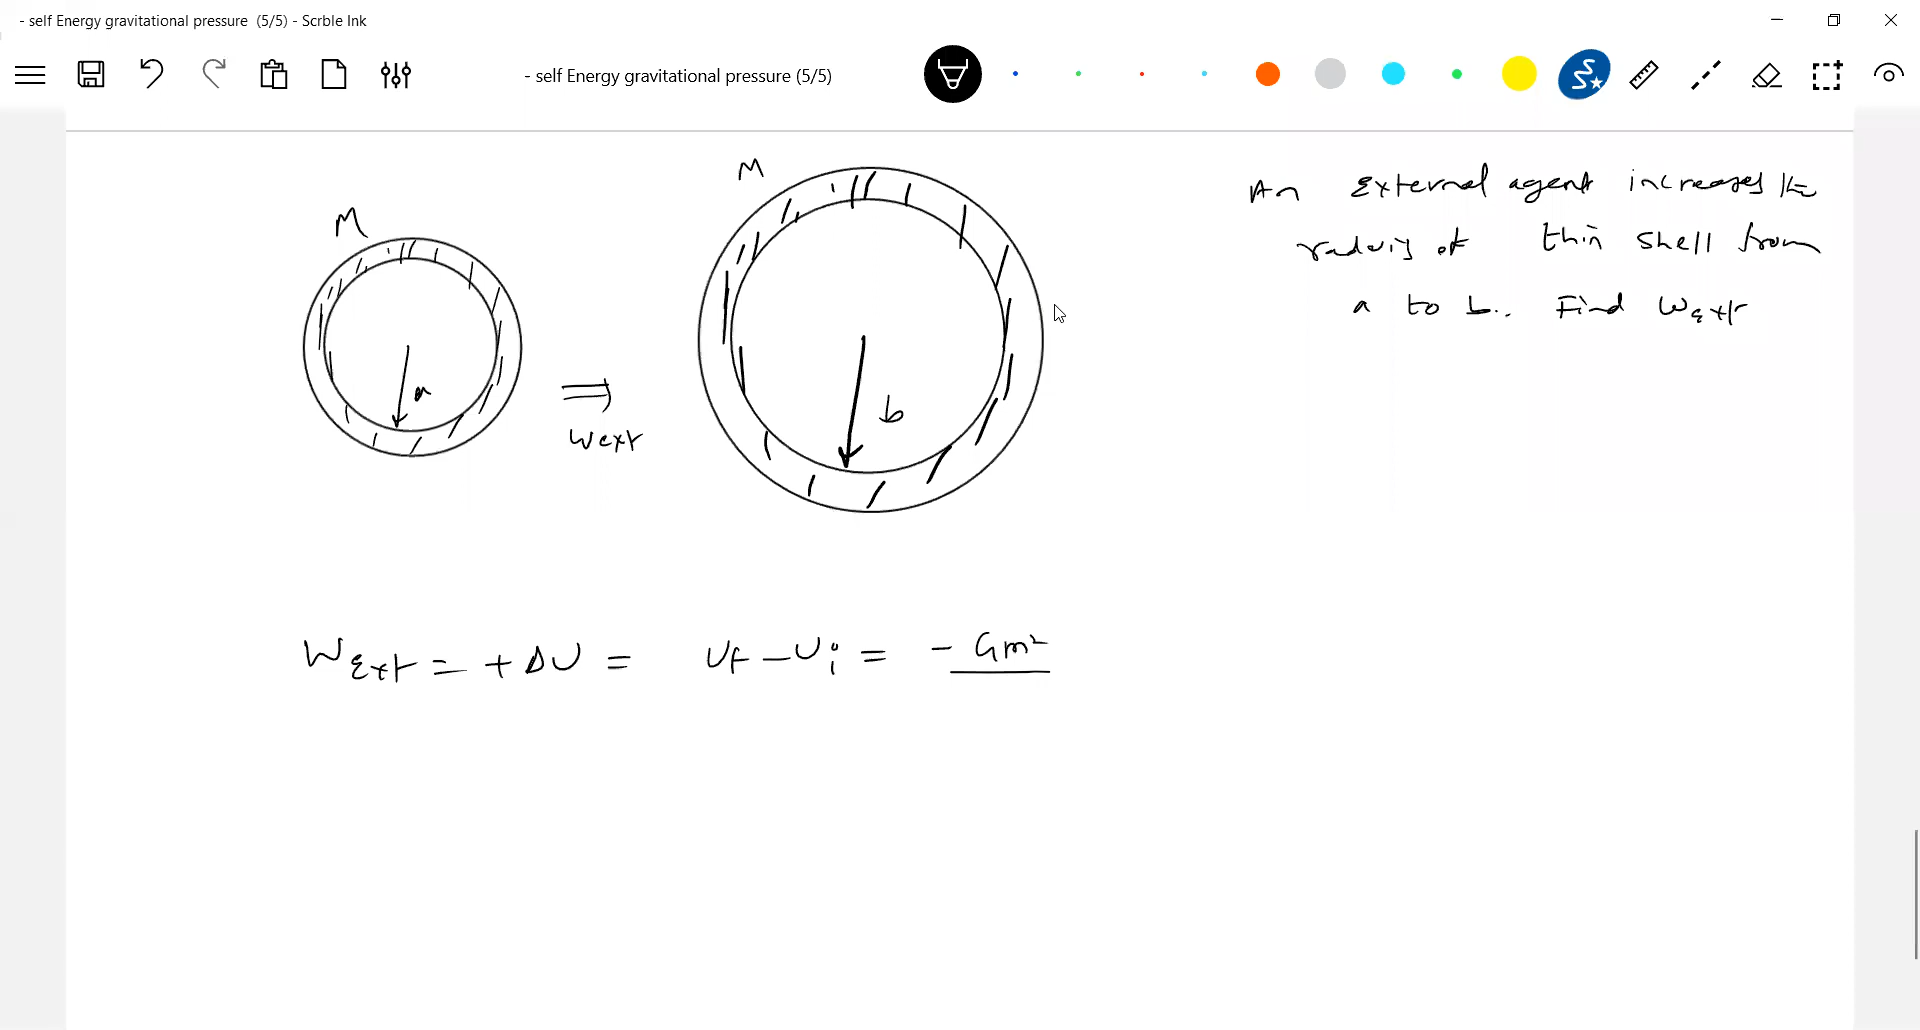 - self Energy gravitational pressure (5/5) - Scrble Ink
- self Energy gravitational pressure (5/5)
M
M
An External agent increases the
radius of thin shell from
a to b.. Find WExt
a
b
⇒
Wext
WExt = +ΔU = Uf - Ui = - Gm²